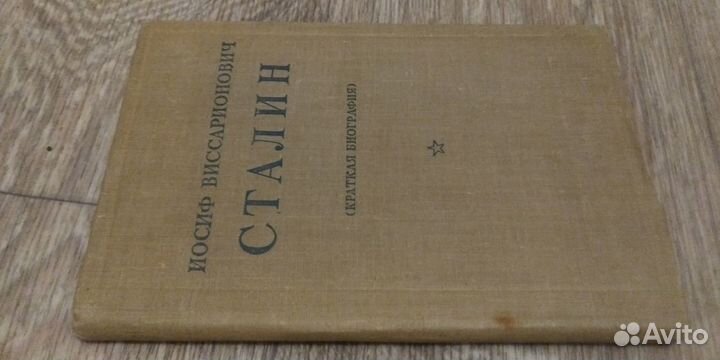 ИОСИФ ВИССАРИОНОВИЧ
СТАЛИН
(КРАТКАЯ БИОГРАФИЯ)
Avito